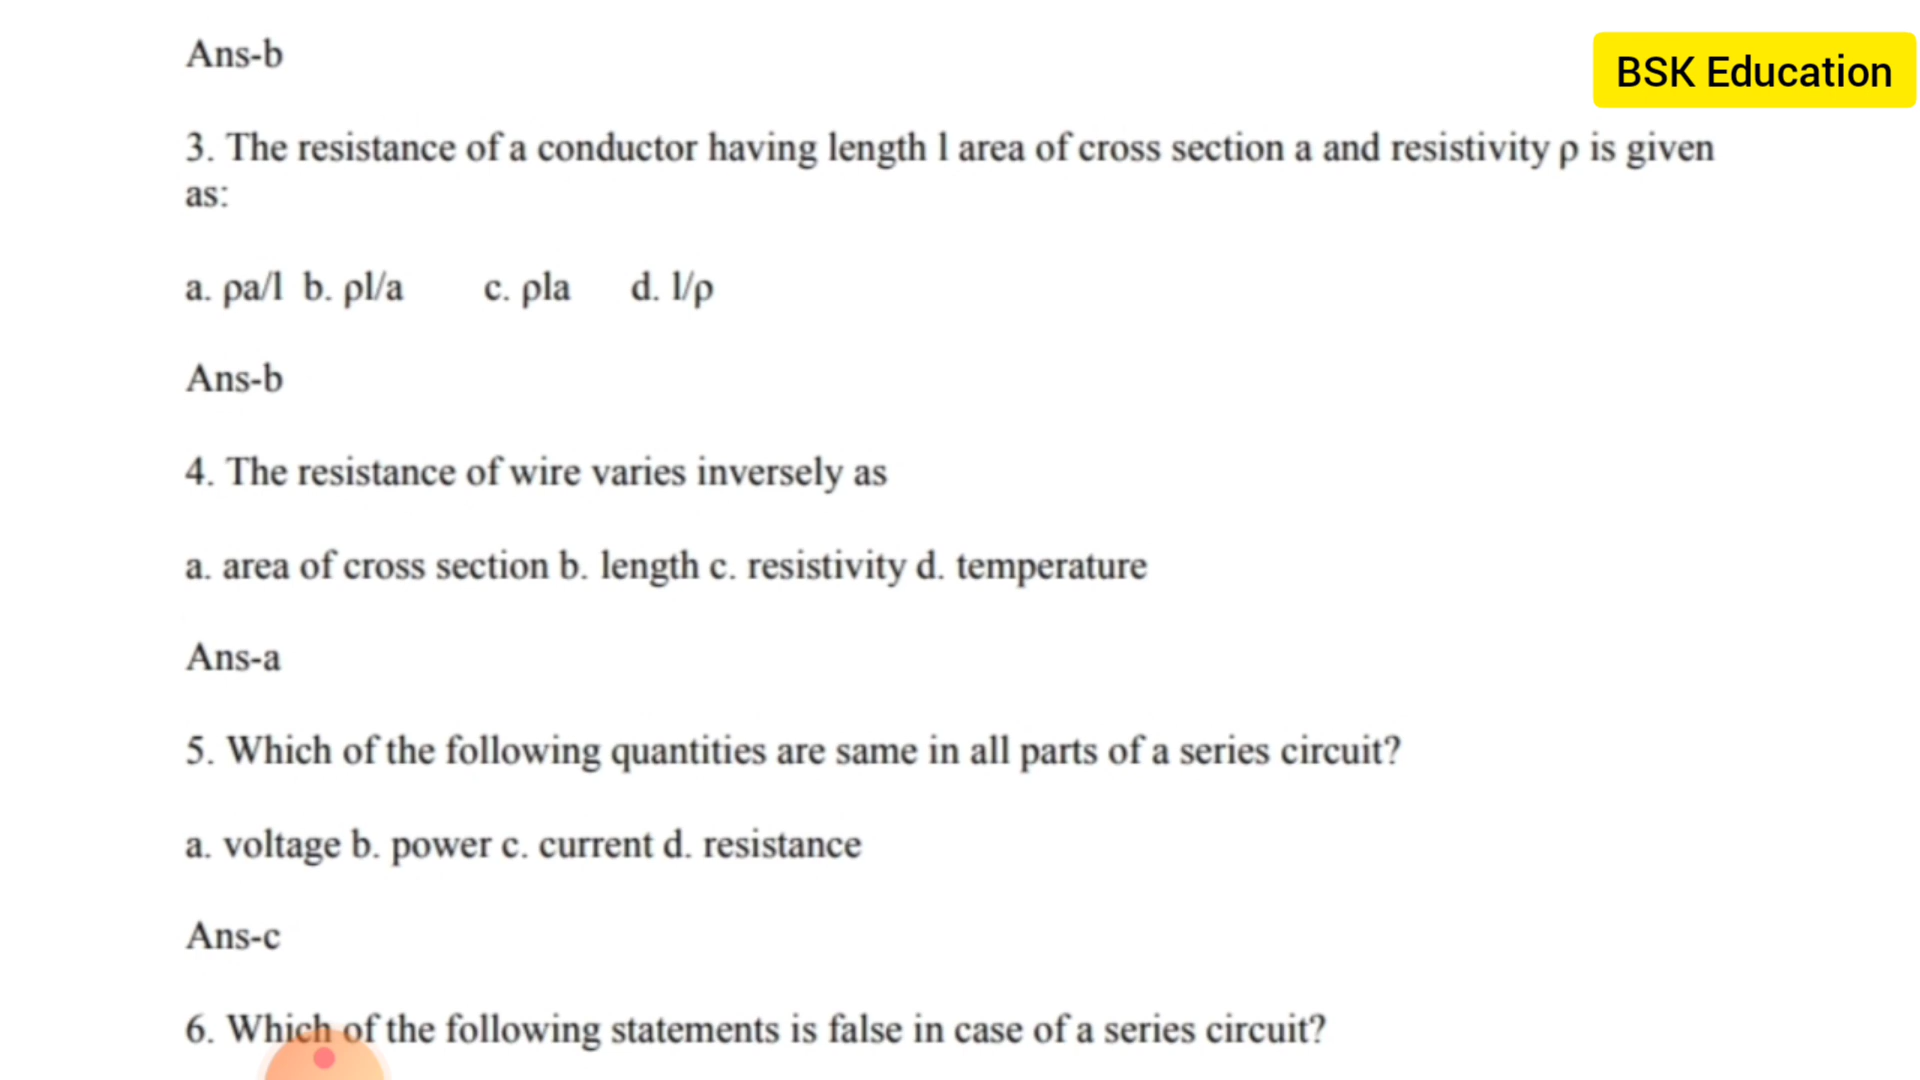 Ans-b
BSK Education
3. The resistance of a conductor having length l area of cross section a and resistivity ρ is given
as:
a. ρa/l b. ρl/a c. ρla d. l/ρ
Ans-b
4. The resistance of wire varies inversely as
a. area of cross section b. length c. resistivity d. temperature
Ans-a
5. Which of the following quantities are same in all parts of a series circuit?
a. voltage b. power c. current d. resistance
Ans-c
6. Which of the following statements is false in case of a series circuit?